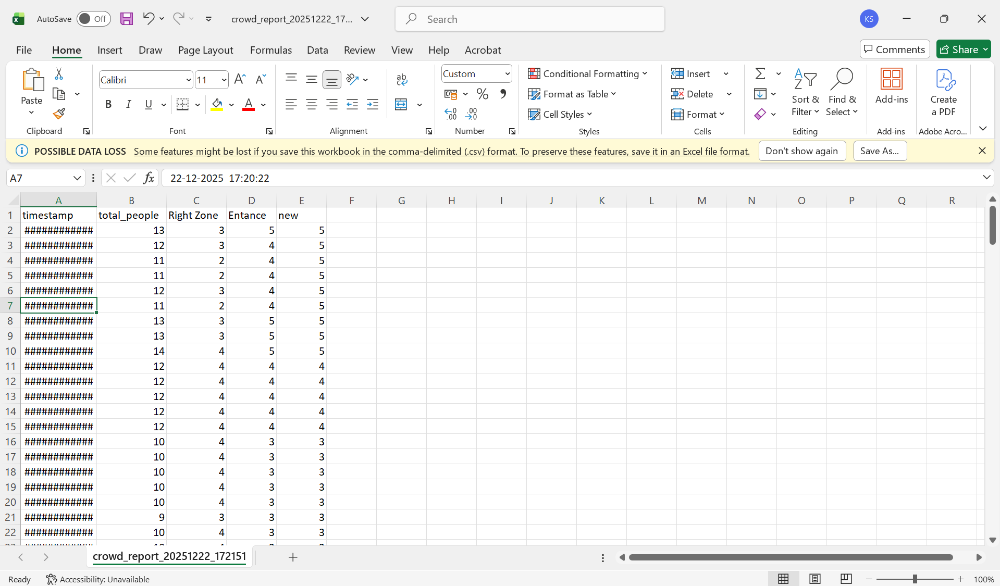 AutoSave Off crowd_report_20251222_17... Search KS
File Home Insert Draw Page Layout Formulas Data Review View Help Acrobat Comments Share
Paste
Clipboard
Calibri 11
B I U A
Font
ab
Alignment
Custom
% 9
Number
Conditional Formatting
Format as Table
Cell Styles
Styles
Insert
Delete
Format
Cells
Sort & Filter
Find & Select
Editing
Add-ins
Add-ins
Create a PDF
Adobe Acro...
POSSIBLE DATA LOSS Some features might be lost if you save this workbook in the comma-delimited (.csv) format. To preserve these features, save it in an Excel file format. Don't show again Save As...
A7 fx 22-12-2025 17:20:22
A B C D E F G H I J K L M N O P Q R
1 timestamp total_people Right Zone Entance new
2 ############ 13 3 5 5
3 ############ 12 3 4 5
4 ############ 11 2 4 5
5 ############ 11 2 4 5
6 ############ 12 3 4 5
7 ############ 11 2 4 5
8 ############ 13 3 5 5
9 ############ 13 3 5 5
10 ############ 14 4 5 5
11 ############ 12 4 4 4
12 ############ 12 4 4 4
13 ############ 12 4 4 4
14 ############ 12 4 4 4
15 ############ 12 4 4 4
16 ############ 10 4 3 3
17 ############ 10 4 3 3
18 ############ 10 4 3 3
19 ############ 10 4 3 3
20 ############ 10 4 3 3
21 ############ 9 3 3 3
22 ############ 10 4 3 3
crowd_report_20251222_172151
Ready Accessibility: Unavailable 100%